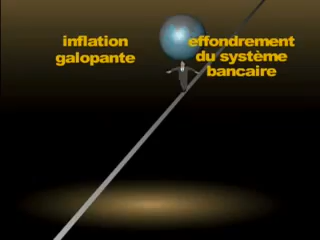 inflation
galopante
effondrement
du système
bancaire